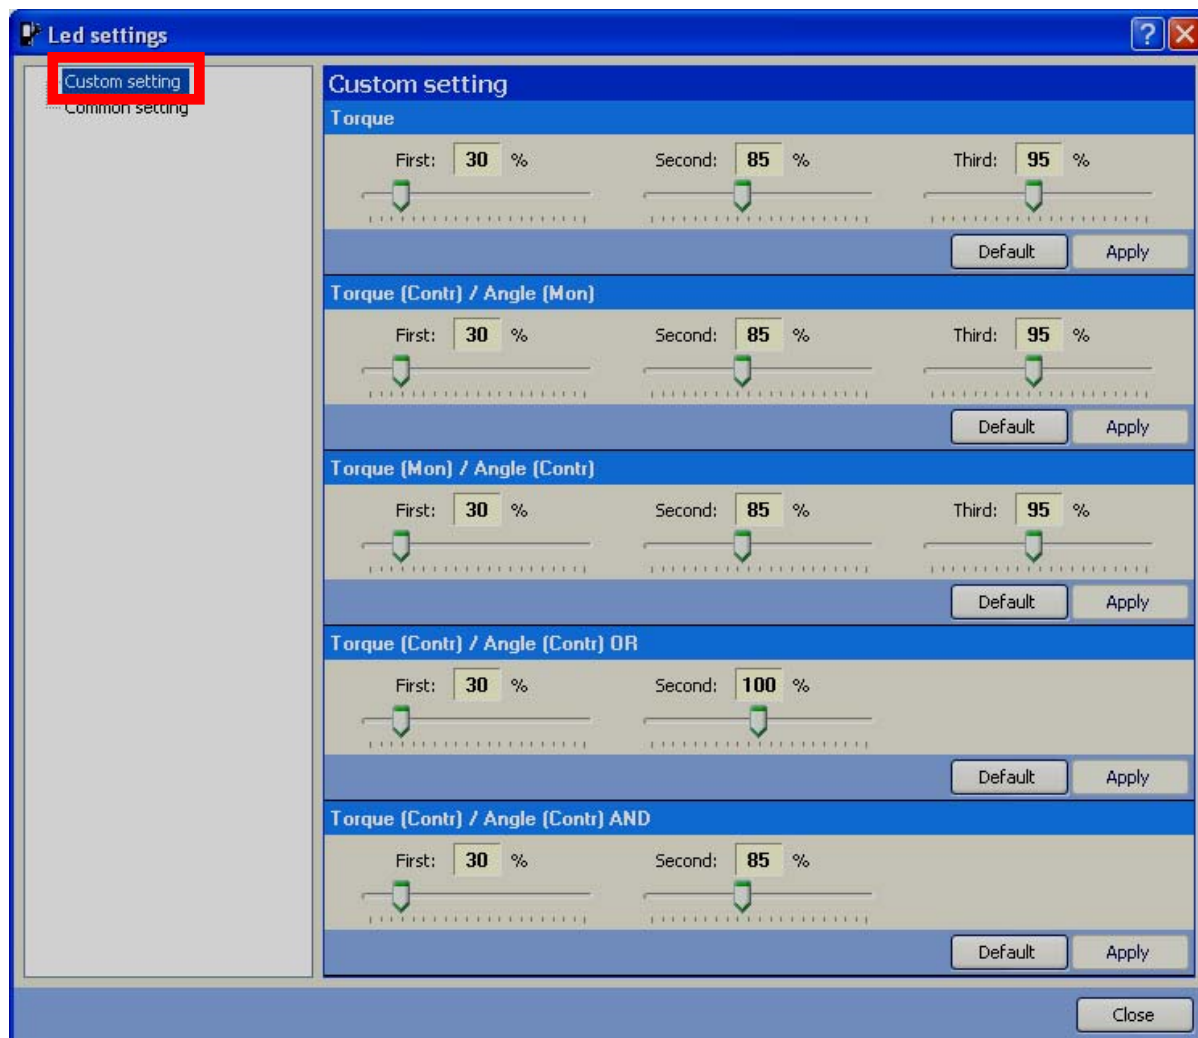 Led settings
Custom setting
Common setting
Custom setting
Torque
First: 30 % Second: 85 % Third: 95 %
Default Apply
Torque (Contr) / Angle (Mon)
First: 30 % Second: 85 % Third: 95 %
Default Apply
Torque (Mon) / Angle (Contr)
First: 30 % Second: 85 % Third: 95 %
Default Apply
Torque (Contr) / Angle (Contr) OR
First: 30 % Second: 100 %
Default Apply
Torque (Contr) / Angle (Contr) AND
First: 30 % Second: 85 %
Default Apply
Close